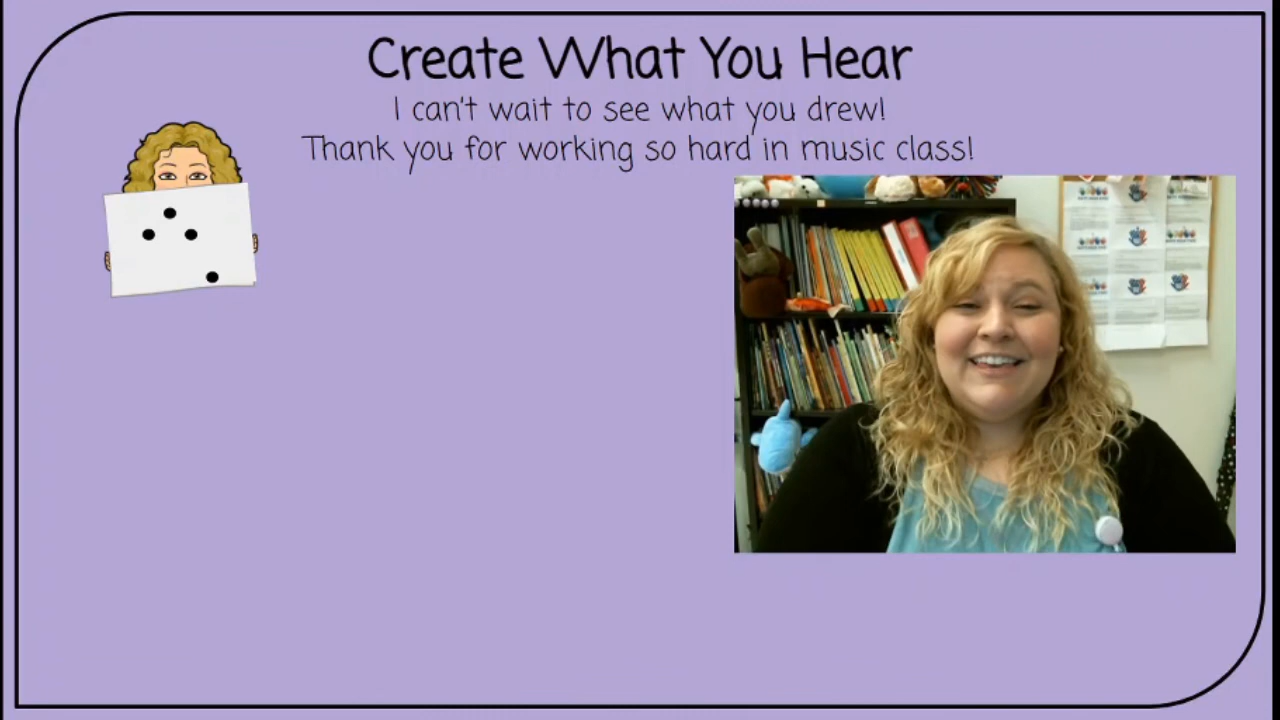 Create What You Hear
I can't wait to see what you drew!
Thank you for working so hard in music class!